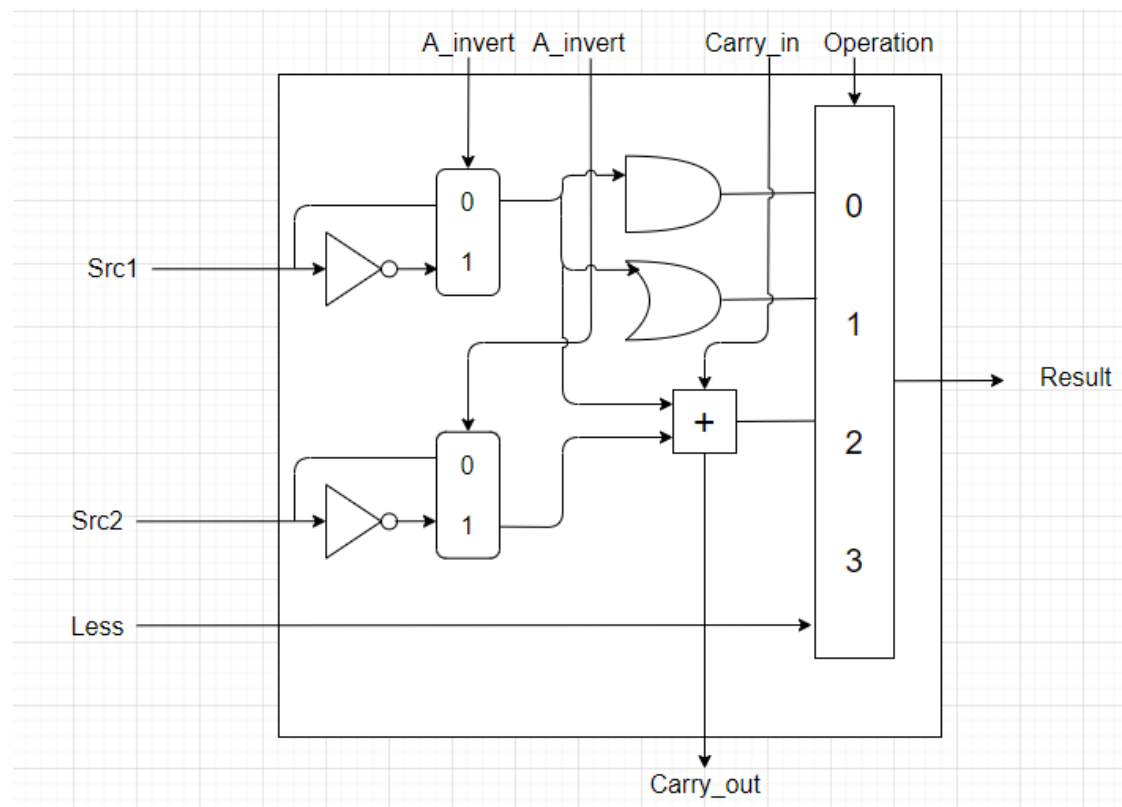 A_invert A_invert Carry_in Operation
0
0
1
Src1
1
+
Result
0
2
Src2
1
3
Less
Carry_out